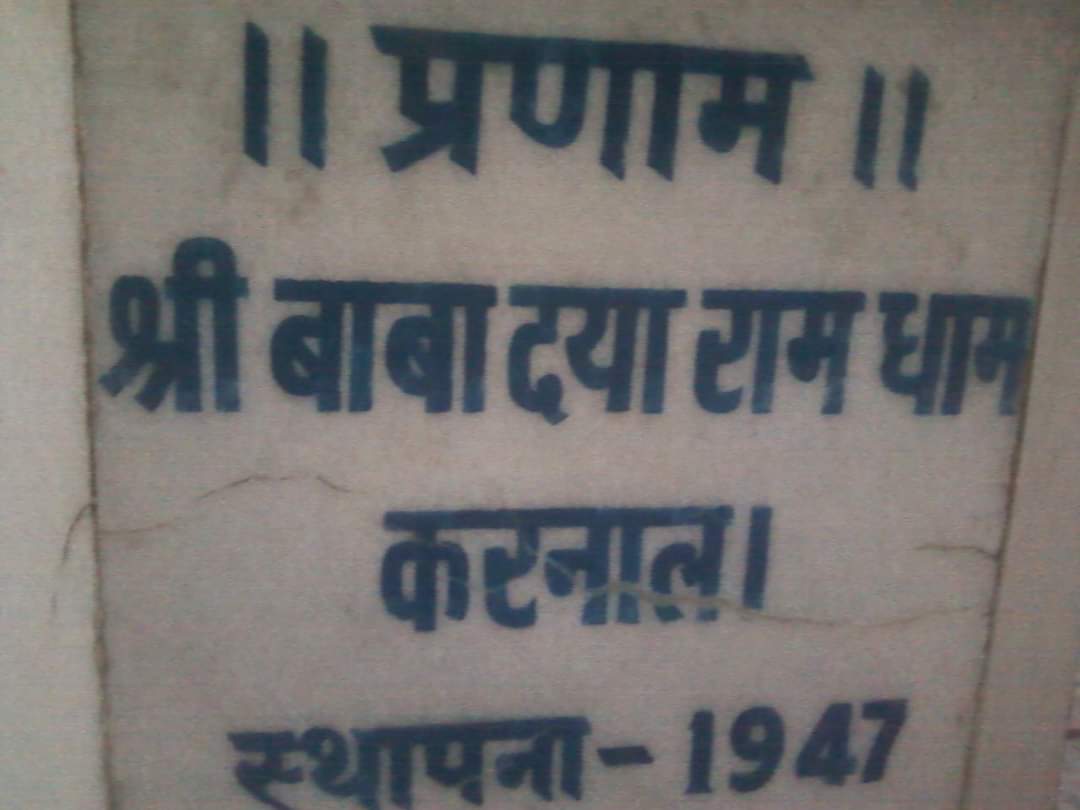 ॥ प्रणाम ॥
श्री बाबा दया राम धाम
करनाल।
स्थापना - 1947